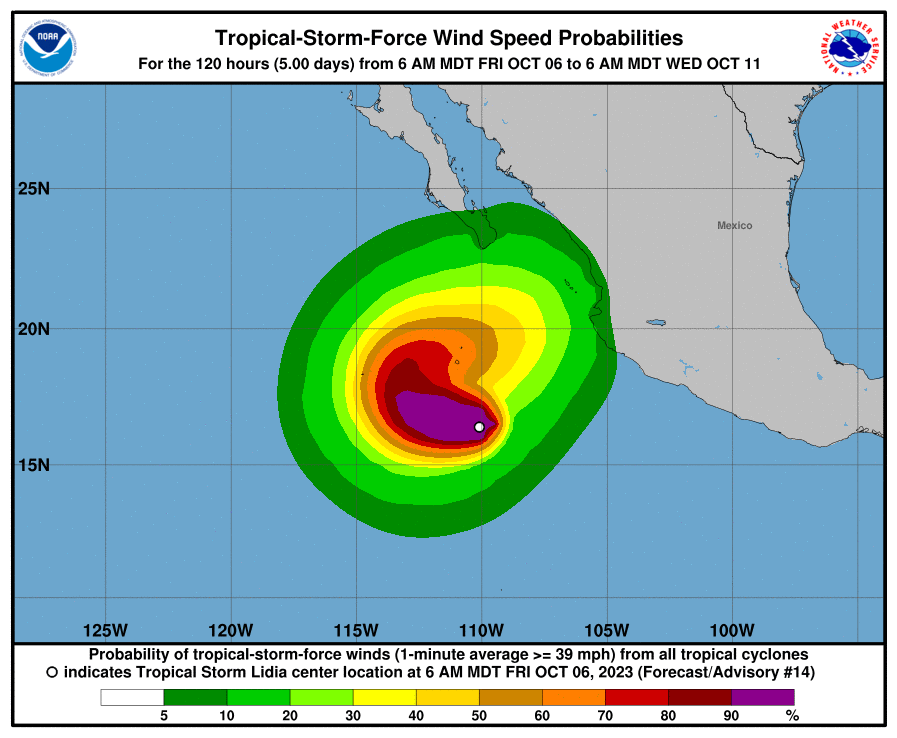 Tropical-Storm-Force Wind Speed Probabilities
For the 120 hours (5.00 days) from 6 AM MDT FRI OCT 06 to 6 AM MDT WED OCT 11
NOAA
NATIONAL WEATHER SERVICE
25N
Mexico
20N
15N
125W 120W 115W 110W 105W 100W
Probability of tropical-storm-force winds (1-minute average >= 39 mph) from all tropical cyclones
indicates Tropical Storm Lidia center location at 6 AM MDT FRI OCT 06, 2023 (Forecast/Advisory #14)
5 10 20 30 40 50 60 70 80 90 %